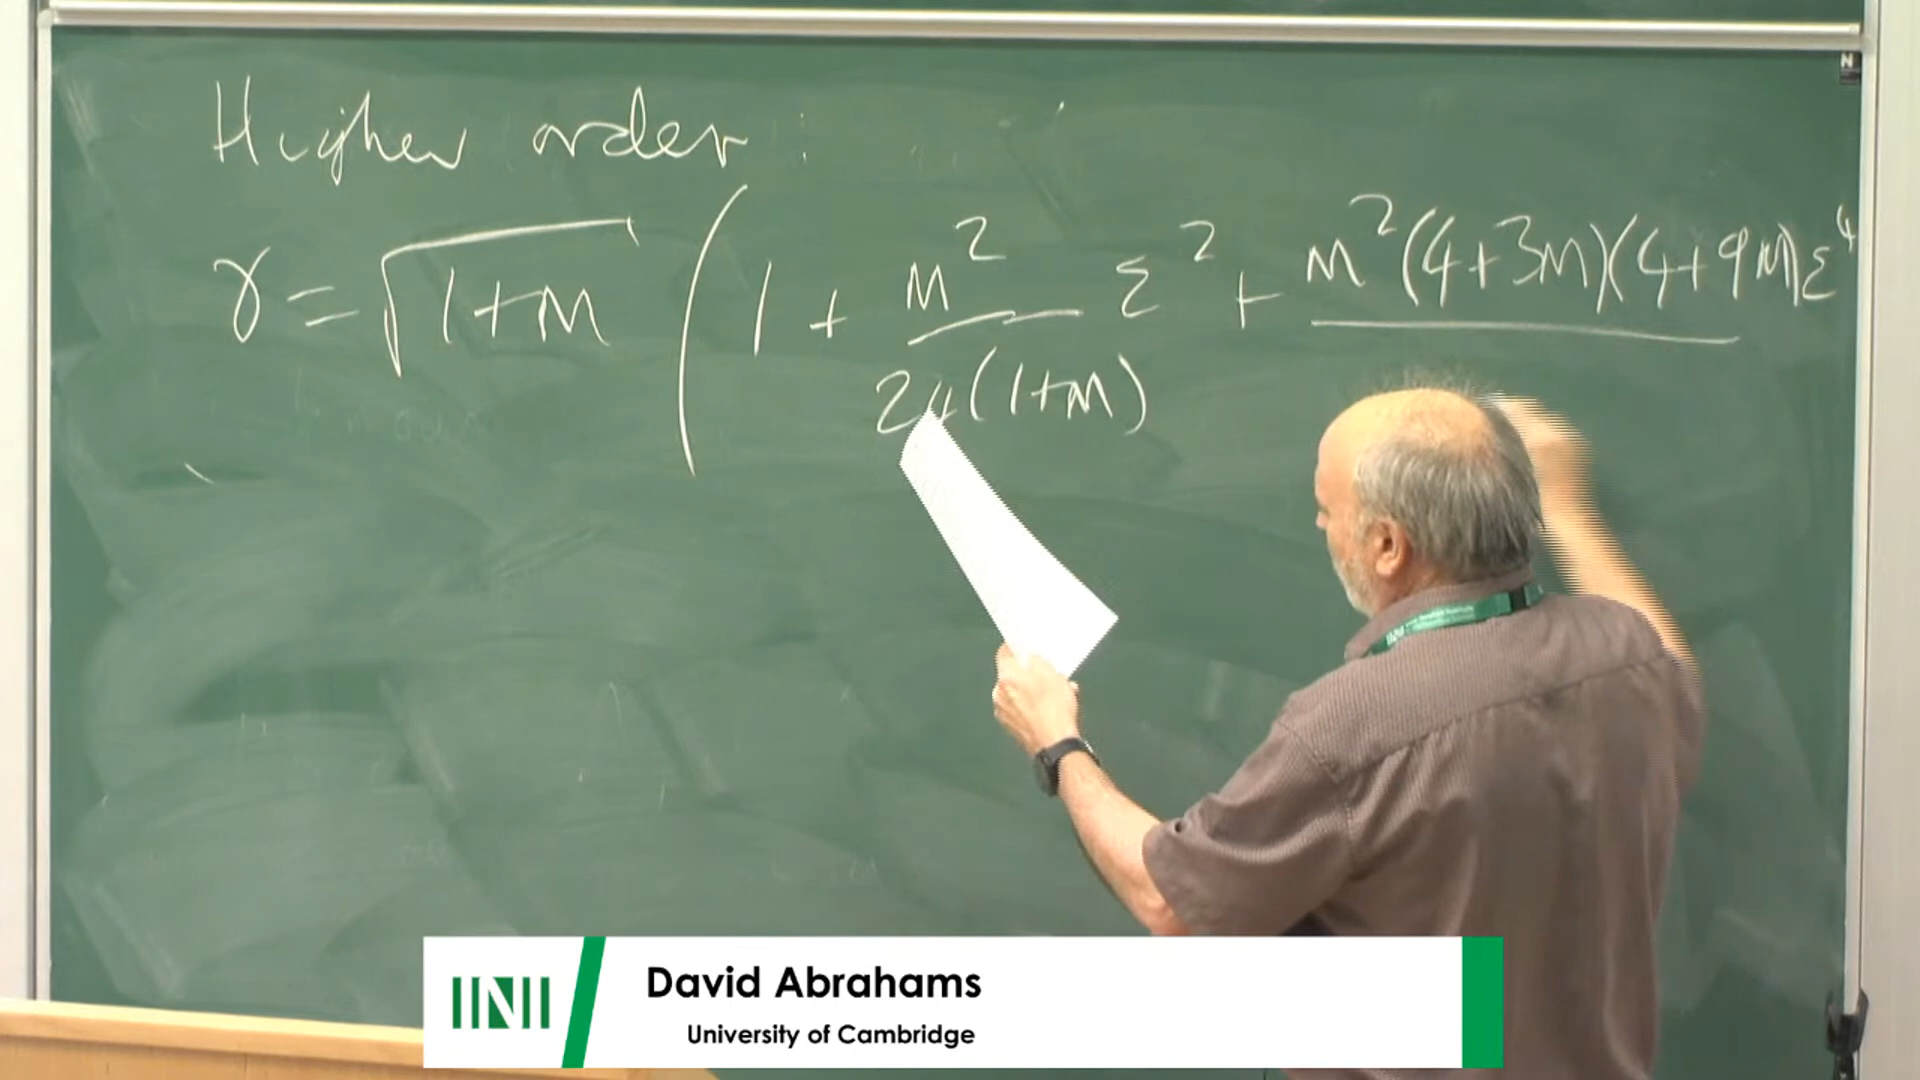 Higher order:
γ = √1+M (1 + M² / 24(1+M) ε² + M²(4+3M)(4+9M)ε⁴
INI
David Abrahams
University of Cambridge